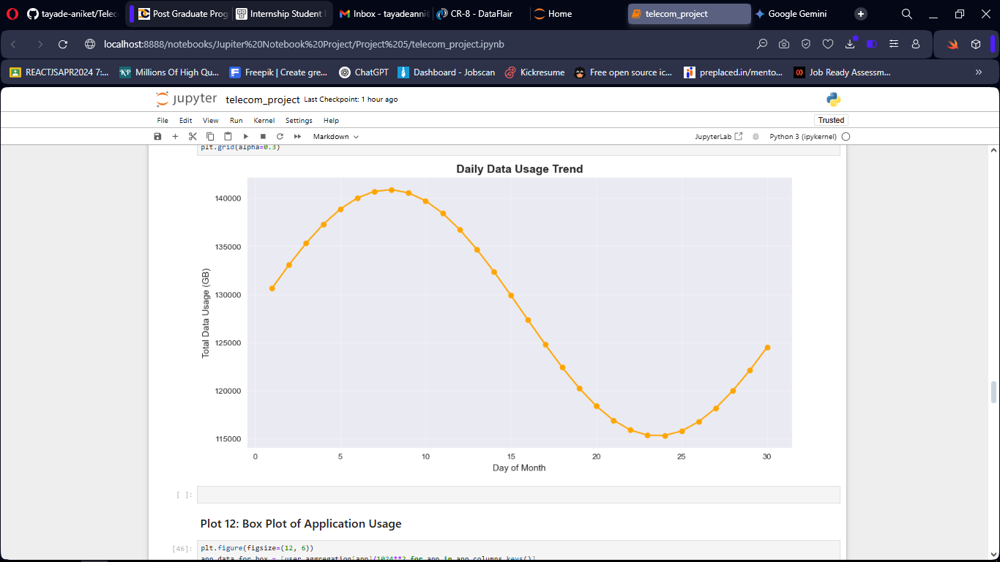 tayade-aniket/Telec
Post Graduate Prog
Internship Student F
Inbox - tayadeanni
CR-8 - DataFlair
Home
telecom_project
Google Gemini
localhost:8888/notebooks/Jupiter%20Notebook%20Project/Project%205/telecom_project.ipynb
REACTJSAPR2024 7:...
KP Millions Of High Qu...
Freepik | Create gre...
ChatGPT
Dashboard - Jobscan
Kickresume
Free open source ic...
preplaced.in/mento...
Job Ready Assessm...
jupyter telecom_project Last Checkpoint: 1 hour ago
File Edit View Run Kernel Settings Help
Trusted
Markdown
JupyterLab
Python 3 (ipykernel)
plt.grid(alpha=0.3)
Daily Data Usage Trend
140000
135000
130000
125000
120000
115000
Total Data Usage (GB)
0 5 10 15 20 25 30
Day of Month
[ ]:
Plot 12: Box Plot of Application Usage
[46]:
plt.figure(figsize=(12, 6))
app_data_for_box = [user_aggregation[app]/1024**2 for app in app_columns.keys()]